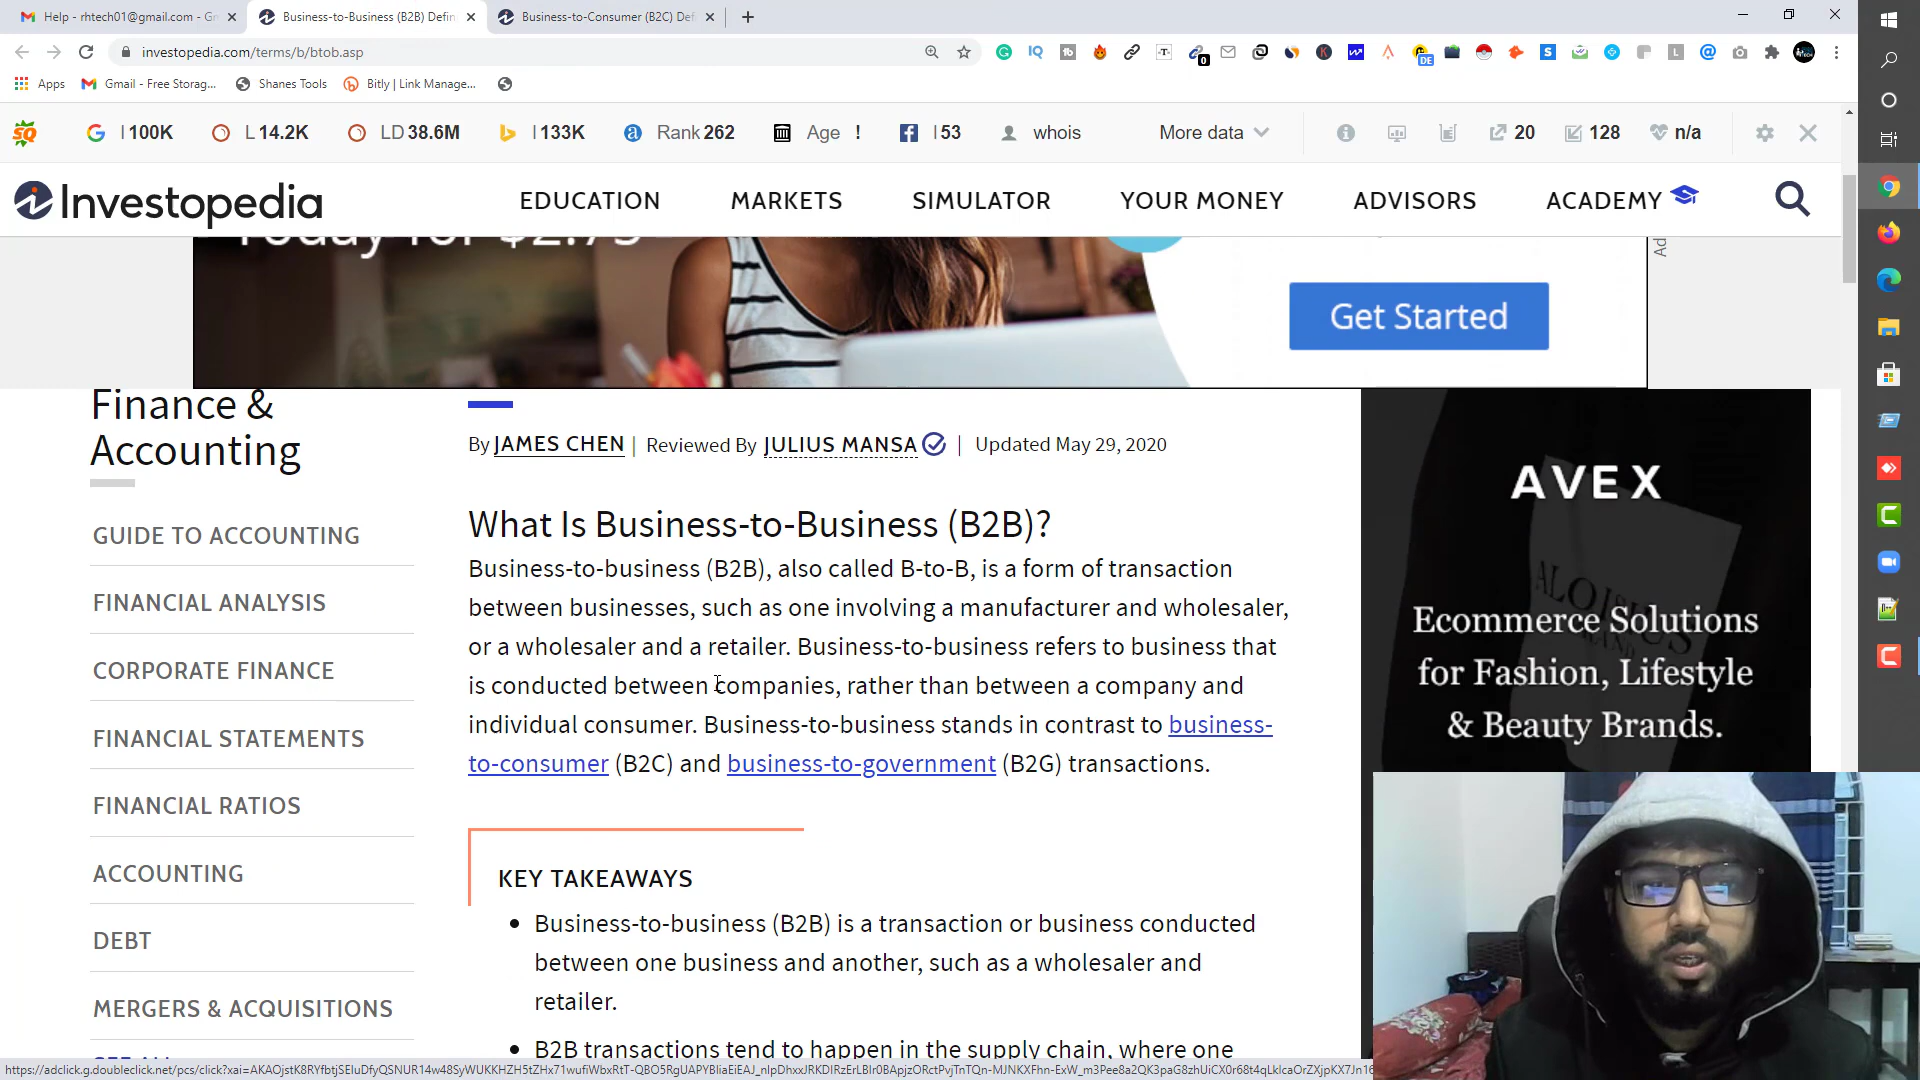 Help - rhtech01@gmail.com - Gm
Business-to-Business (B2B) Defin
Business-to-Consumer (B2C) Def
investopedia.com/terms/b/btob.asp
Apps
Gmail - Free Storag...
Shanes Tools
Bitly | Link Manage...
I 100K
L 14.2K
LD 38.6M
I 133K
Rank 262
Age !
I 53
whois
More data
20
128
n/a
Investopedia
EDUCATION
MARKETS
SIMULATOR
YOUR MONEY
ADVISORS
ACADEMY
Today for $2.75
Get Started
Ad
Finance &
Accounting
GUIDE TO ACCOUNTING
FINANCIAL ANALYSIS
CORPORATE FINANCE
FINANCIAL STATEMENTS
FINANCIAL RATIOS
ACCOUNTING
DEBT
MERGERS & ACQUISITIONS
SEE ALL
By JAMES CHEN | Reviewed By JULIUS MANSA | Updated May 29, 2020
What Is Business-to-Business (B2B)?
Business-to-business (B2B), also called B-to-B, is a form of transaction
between businesses, such as one involving a manufacturer and wholesaler,
or a wholesaler and a retailer. Business-to-business refers to business that
is conducted between companies, rather than between a company and
individual consumer. Business-to-business stands in contrast to business-
to-consumer (B2C) and business-to-government (B2G) transactions.
KEY TAKEAWAYS
Business-to-business (B2B) is a transaction or business conducted
between one business and another, such as a wholesaler and
retailer.
B2B transactions tend to happen in the supply chain, where one
AVEX
Ecommerce Solutions
for Fashion, Lifestyle
& Beauty Brands.